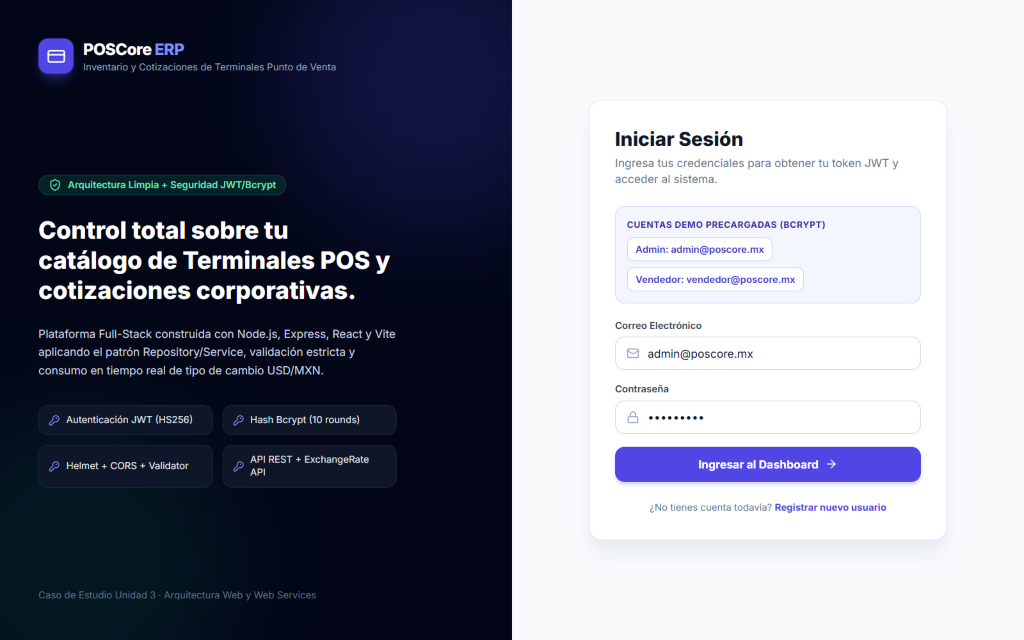 POSCore ERP
Inventario y Cotizaciones de Terminales Punto de Venta
Arquitectura Limpia + Seguridad JWT/Bcrypt
Control total sobre tu
catálogo de Terminales POS y
cotizaciones corporativas.
Plataforma Full-Stack construida con Node.js, Express, React y Vite
aplicando el patrón Repository/Service, validación estricta y
consumo en tiempo real de tipo de cambio USD/MXN.
Autenticación JWT (HS256)
Hash Bcrypt (10 rounds)
Helmet + CORS + Validator
API REST + ExchangeRate
API
Caso de Estudio Unidad 3 · Arquitectura Web y Web Services
Iniciar Sesión
Ingresa tus credenciales para obtener tu token JWT y
acceder al sistema.
CUENTAS DEMO PRECARGADAS (BCRYPT)
Admin: admin@poscore.mx
Vendedor: vendedor@poscore.mx
Correo Electrónico
admin@poscore.mx
Contraseña
•••••••••
Ingresar al Dashboard →
¿No tienes cuenta todavía? Registrar nuevo usuario